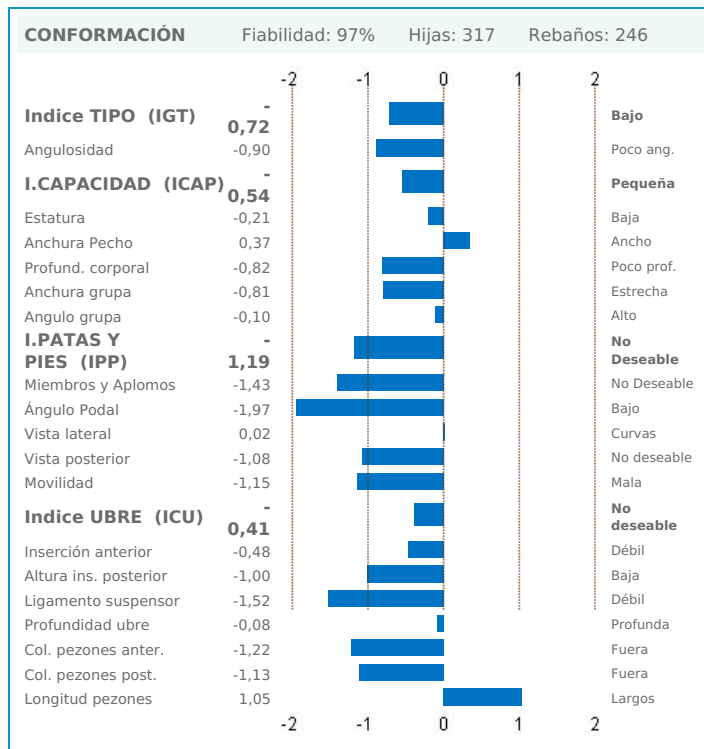 CONFORMACIÓN Fiabilidad: 97% Hijas: 317 Rebaños: 246
-2 -1 0 1 2
Indice TIPO (IGT) -0,72 Bajo
Angulosidad -0,90 Poco ang.
I.CAPACIDAD (ICAP) -0,54 Pequeña
Estatura -0,21 Baja
Anchura Pecho 0,37 Ancho
Profund. corporal -0,82 Poco prof.
Anchura grupa -0,81 Estrecha
Angulo grupa -0,10 Alto
I.PATAS Y PIES (IPP) -1,19 No Deseable
Miembros y Aplomos -1,43 No Deseable
Ángulo Podal -1,97 Bajo
Vista lateral 0,02 Curvas
Vista posterior -1,08 No deseable
Movilidad -1,15 Mala
Indice UBRE (ICU) -0,41 No deseable
Inserción anterior -0,48 Débil
Altura ins. posterior -1,00 Baja
Ligamento suspensor -1,52 Débil
Profundidad ubre -0,08 Profunda
Col. pezones anter. -1,22 Fuera
Col. pezones post. -1,13 Fuera
Longitud pezones 1,05 Largos
-2 -1 0 1 2